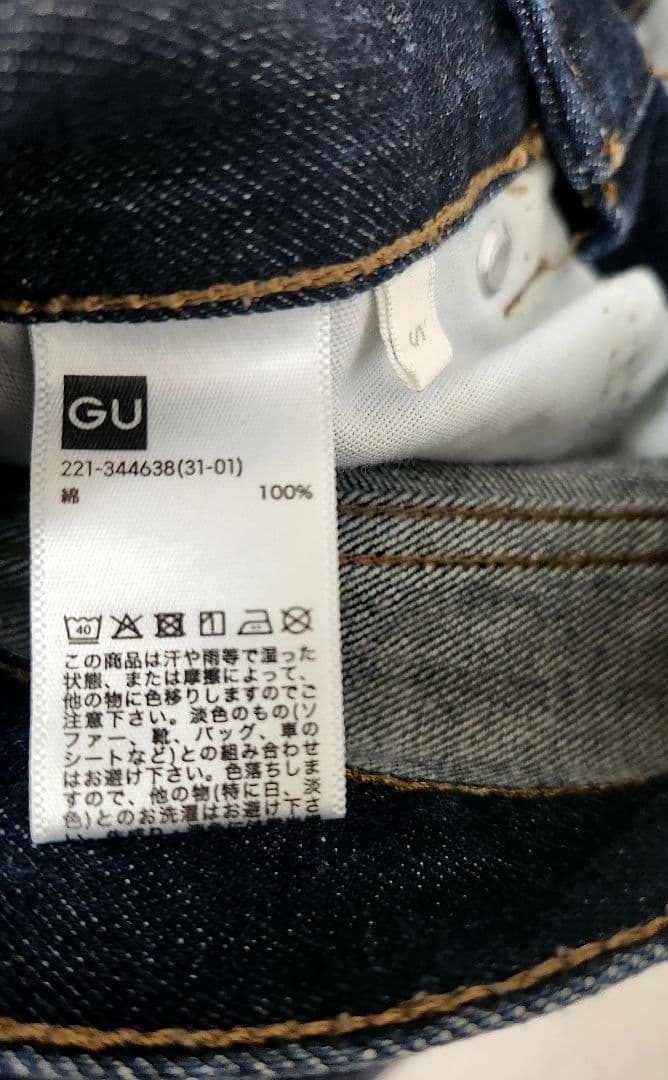 S
GU
221-344638(31-01)
綿 100%
40
この商品は汗や雨等で湿った
状態、または摩擦によって、
他の物に色移りしますのでご
注意下さい。淡色のもの(ソ
ファー、靴、バッグ、車の
シートなど)との組み合わせ
はお避け下さい。色落ちしま
すので、他の物(特に白、淡
色)とのお洗濯はお避け下さ